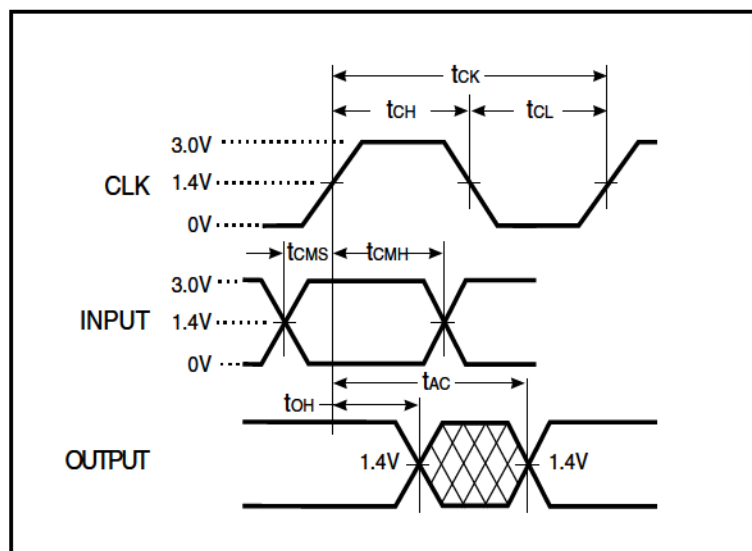 tCK
tCH tCL
3.0V
CLK 1.4V
0V
tCMS tCMH
3.0V
INPUT 1.4V
0V
tAC
tOH
OUTPUT 1.4V 1.4V